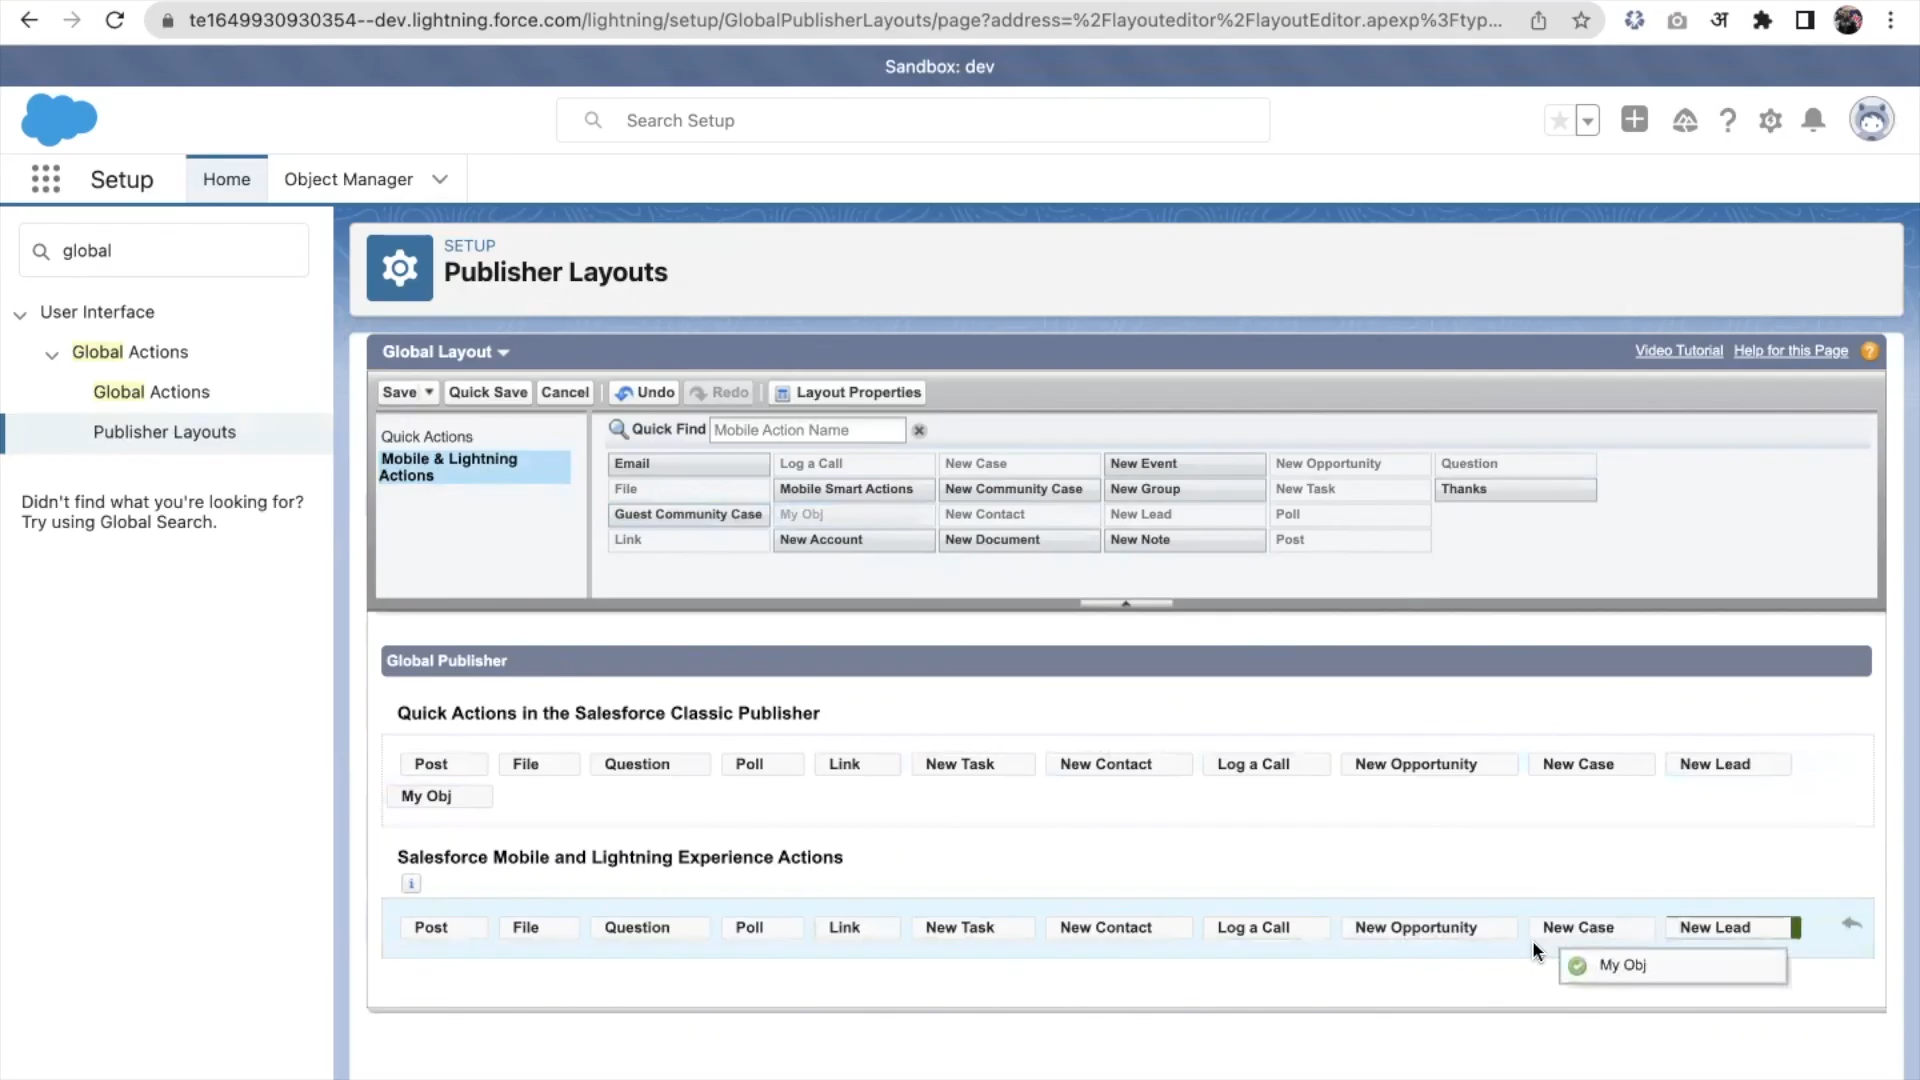 te1649930930354--dev.lightning.force.com/lightning/setup/GlobalPublisherLayouts/page?address=%2Flayouteditor%2FlayoutEditor.apexp%3Ftyp...
अ
Sandbox: dev
Search Setup
Setup
Home
Object Manager
global
User Interface
Global Actions
Global Actions
Publisher Layouts
Didn't find what you're looking for?
Try using Global Search.
SETUP
Publisher Layouts
Global Layout
Video Tutorial
Help for this Page
Save
Quick Save
Cancel
Undo
Redo
Layout Properties
Quick Actions
Mobile & Lightning
Actions
Quick Find
Mobile Action Name
Email Log a Call New Case New Event New Opportunity Question
File Mobile Smart Actions New Community Case New Group New Task Thanks
Guest Community Case My Obj New Contact New Lead Poll
Link New Account New Document New Note Post
Global Publisher
Quick Actions in the Salesforce Classic Publisher
Post File Question Poll Link New Task New Contact Log a Call New Opportunity New Case New Lead
My Obj
Salesforce Mobile and Lightning Experience Actions
i
Post File Question Poll Link New Task New Contact Log a Call New Opportunity New Case New Lead
My Obj